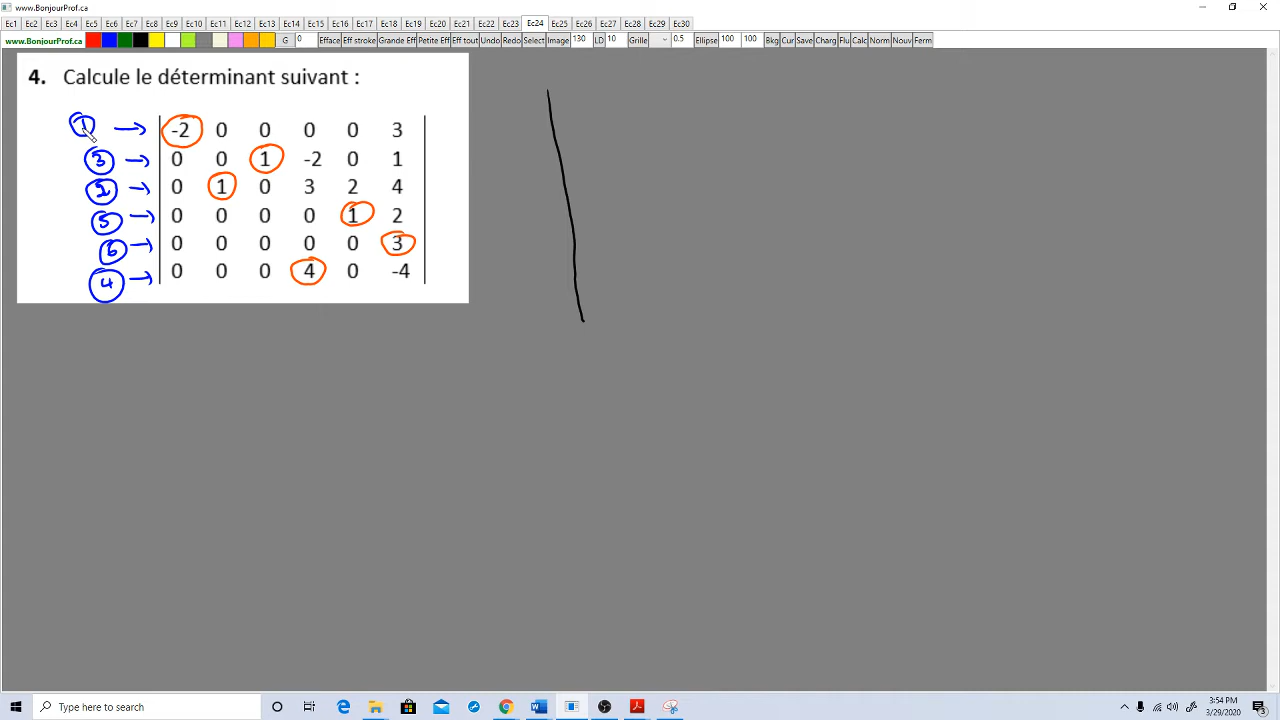 www.BonjourProf.ca
Ec1 Ec2 Ec3 Ec4 Ec5 Ec6 Ec7 Ec8 Ec9 Ec10 Ec11 Ec12 Ec13 Ec14 Ec15 Ec16 Ec17 Ec18 Ec19 Ec20 Ec21 Ec22 Ec23 Ec24 Ec25 Ec26 Ec27 Ec28 Ec29 Ec30
www.BonjourProf.ca G 0 Efface Eff stroke Grande Eff Petite Eff Eff tout Undo Redo Select Image 130 LD 10 Grille 0.5 Ellipse 100 100 Bkg Cur Save Charg Flu Calc Norm Nouv Ferm
4. Calcule le déterminant suivant :
1 → -2 0 0 0 0 3
3 → 0 0 1 -2 0 1
2 → 0 1 0 3 2 4
5 → 0 0 0 0 1 2
6 → 0 0 0 0 0 3
4 → 0 0 0 4 0 -4
Type here to search
3:54 PM
3/29/2020
3